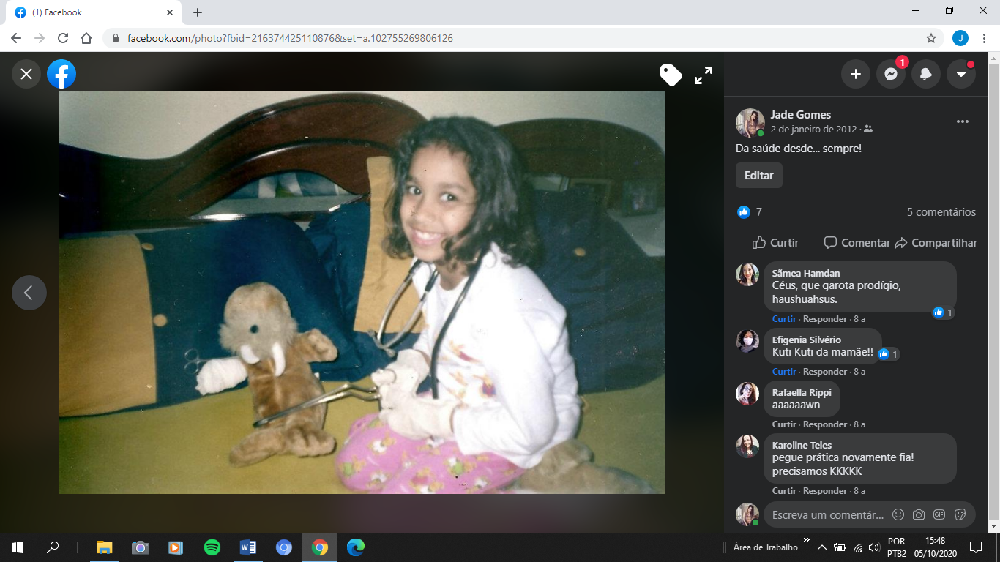 (1) Facebook
facebook.com/photo?fbid=216374425110876&set=a.102755269806126
J
1
Jade Gomes
2 de janeiro de 2012 ·
Da saúde desde... sempre!
Editar
7
5 comentários
Curtir
Comentar
Compartilhar
Sãmea Hamdan
Céus, que garota prodígio,
haushuahsus.
1
Curtir · Responder · 8 a
Efigenia Silvério
Kuti Kuti da mamãe!!
1
Curtir · Responder · 8 a
Rafaella Rippi
aaaaaawn
Curtir · Responder · 8 a
Karoline Teles
pegue prática novamente fia!
precisamos KKKKK
Curtir · Responder · 8 a
Escreva um comentár...
GIF
Área de Trabalho
POR
PTB2
15:48
05/10/2020